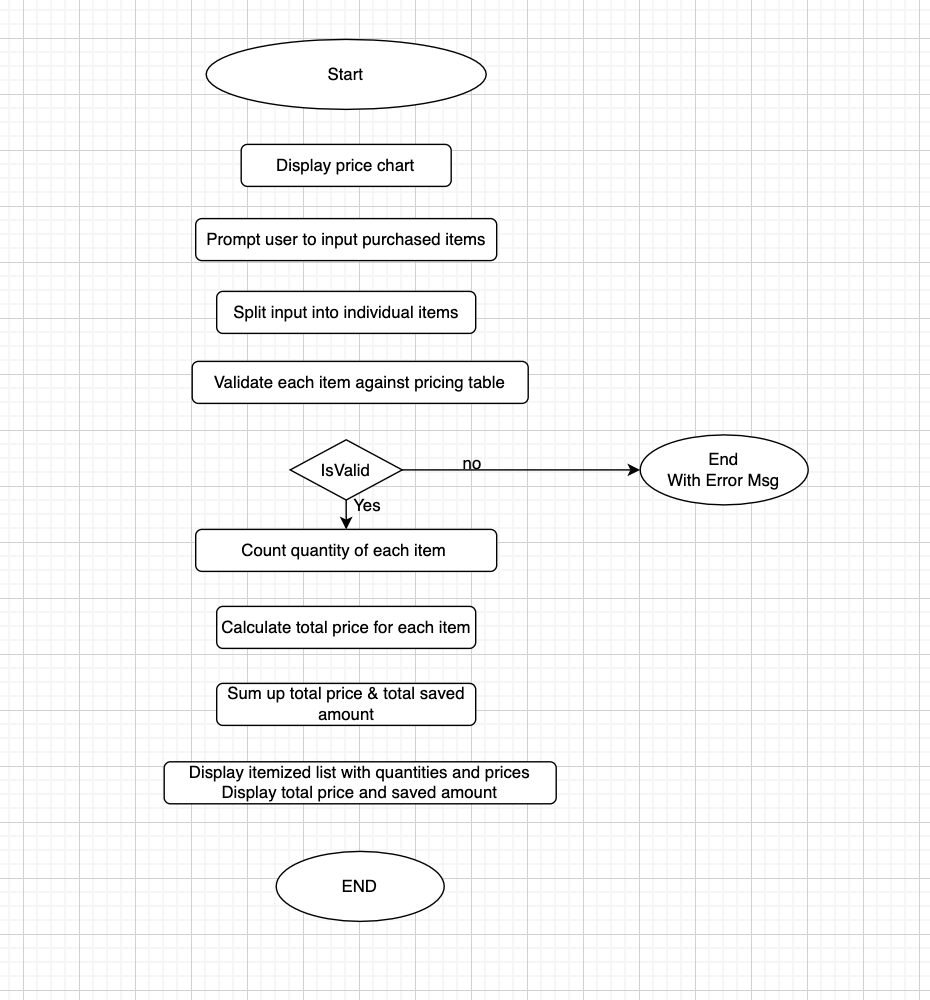 Start
Display price chart
Prompt user to input purchased items
Split input into individual items
Validate each item against pricing table
IsValid
no
End
With Error Msg
Yes
Count quantity of each item
Calculate total price for each item
Sum up total price & total saved
amount
Display itemized list with quantities and prices
Display total price and saved amount
END